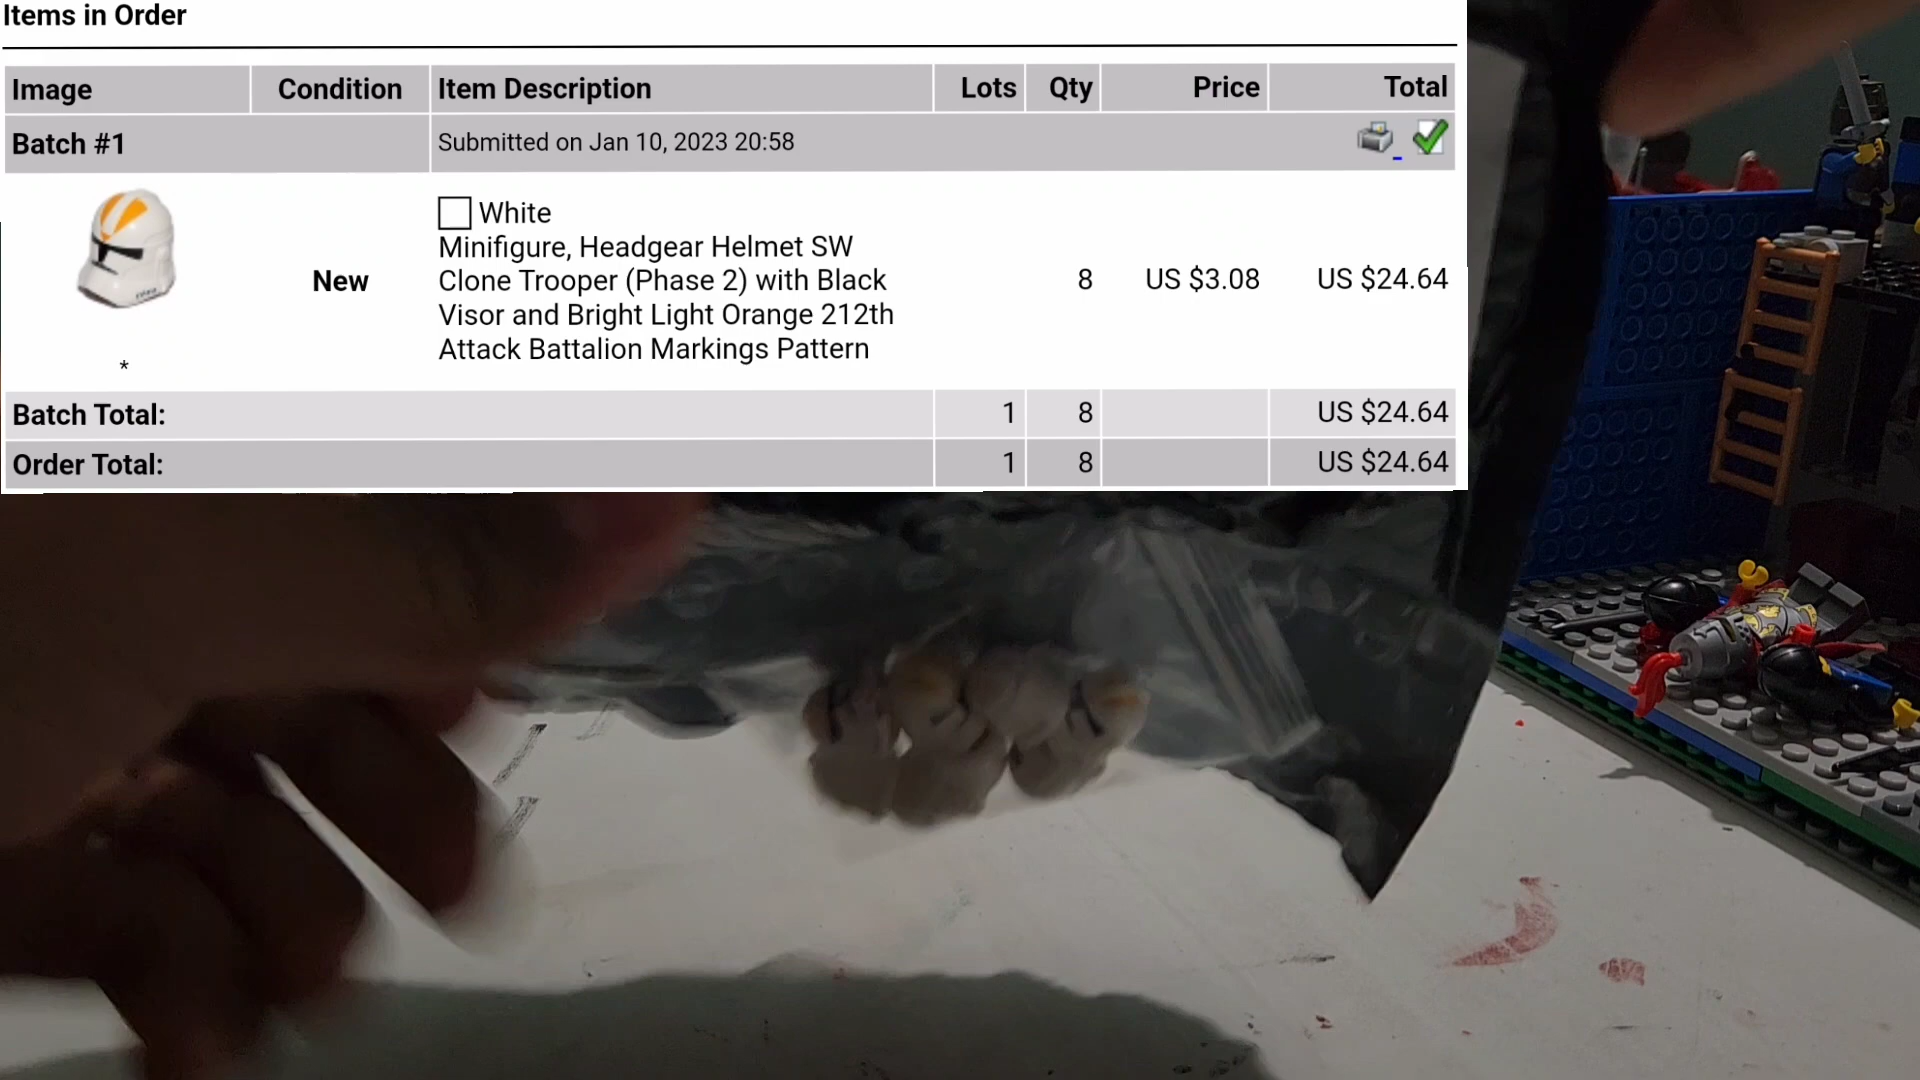 Items in Order
Image Condition Item Description Lots Qty Price Total
Batch #1 Submitted on Jan 10, 2023 20:58
White
Minifigure, Headgear Helmet SW
Clone Trooper (Phase 2) with Black
Visor and Bright Light Orange 212th
Attack Battalion Markings Pattern
New 8 US $3.08 US $24.64
*
Batch Total: 1 8 US $24.64
Order Total: 1 8 US $24.64